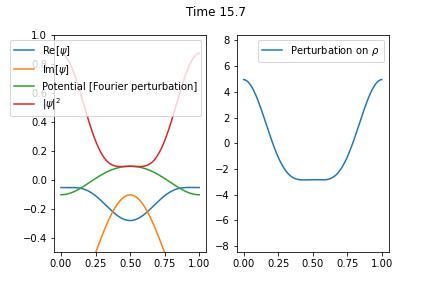 Time 15.7
1.0
0.8
0.6
0.2
0.0
−0.2
−0.4
Re[ψ]
Im[ψ]
Potential [Fourier perturbation]
|ψ|²
0.00 0.25 0.50 0.75 1.00
8
6
4
2
0
−2
−4
−6
−8
Perturbation on ρ
0.00 0.25 0.50 0.75 1.00